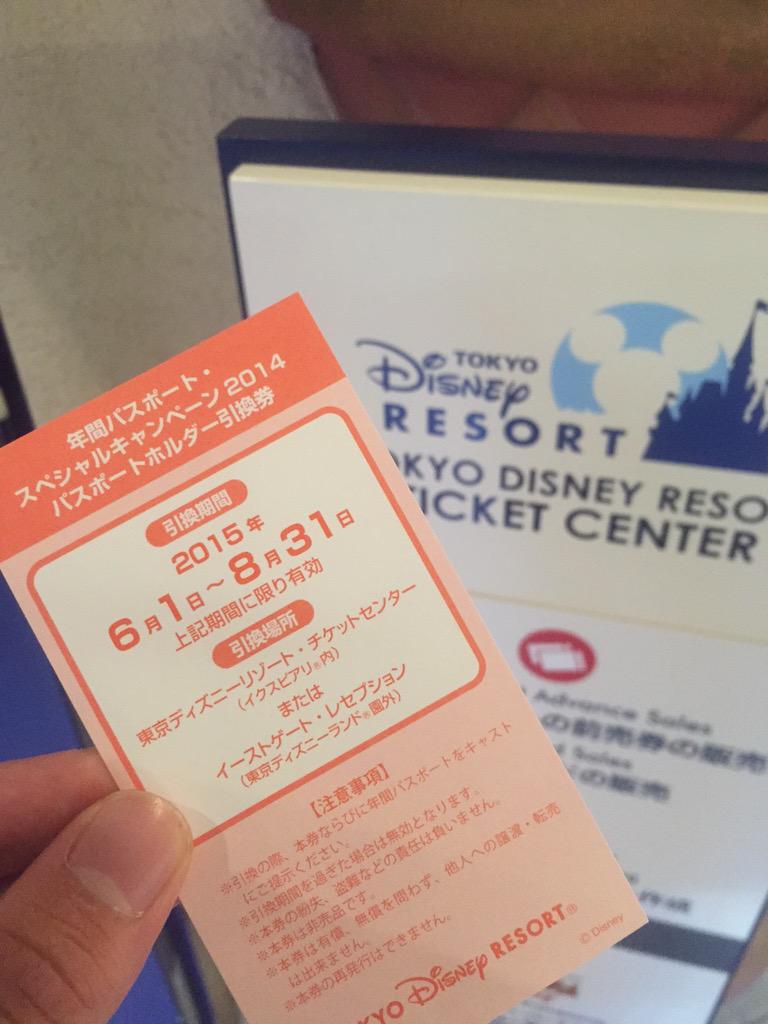 年間パスポート・
スペシャルキャンペーン 2014
パスポートホルダー引換券
引換期間
2015年
6月1日～8月31日
上記期間に限り有効
引換場所
東京ディズニーリゾート・チケットセンター
（イクスピアリ®内）
または
イーストゲート・レセプション
（東京ディズニーランド®園外）
【注意事項】
※引換の際、本券ならびに年間パスポートをキャスト
にご提示ください。
※引換期間を過ぎた場合は無効となります。
※本券の紛失、盗難などの責任は負いません。
※本券は非売品です。
※本券は有償、無償を問わず、他人への譲渡・転売
は出来ません。
※本券の再発行はできません。
KYO Disney RESORT®
© Disney
TOKYO
Disney
RESORT
OKYO DISNEY RESO
ICKET CENTER
Advance Sales
の前売券の販売
Sales
の販売